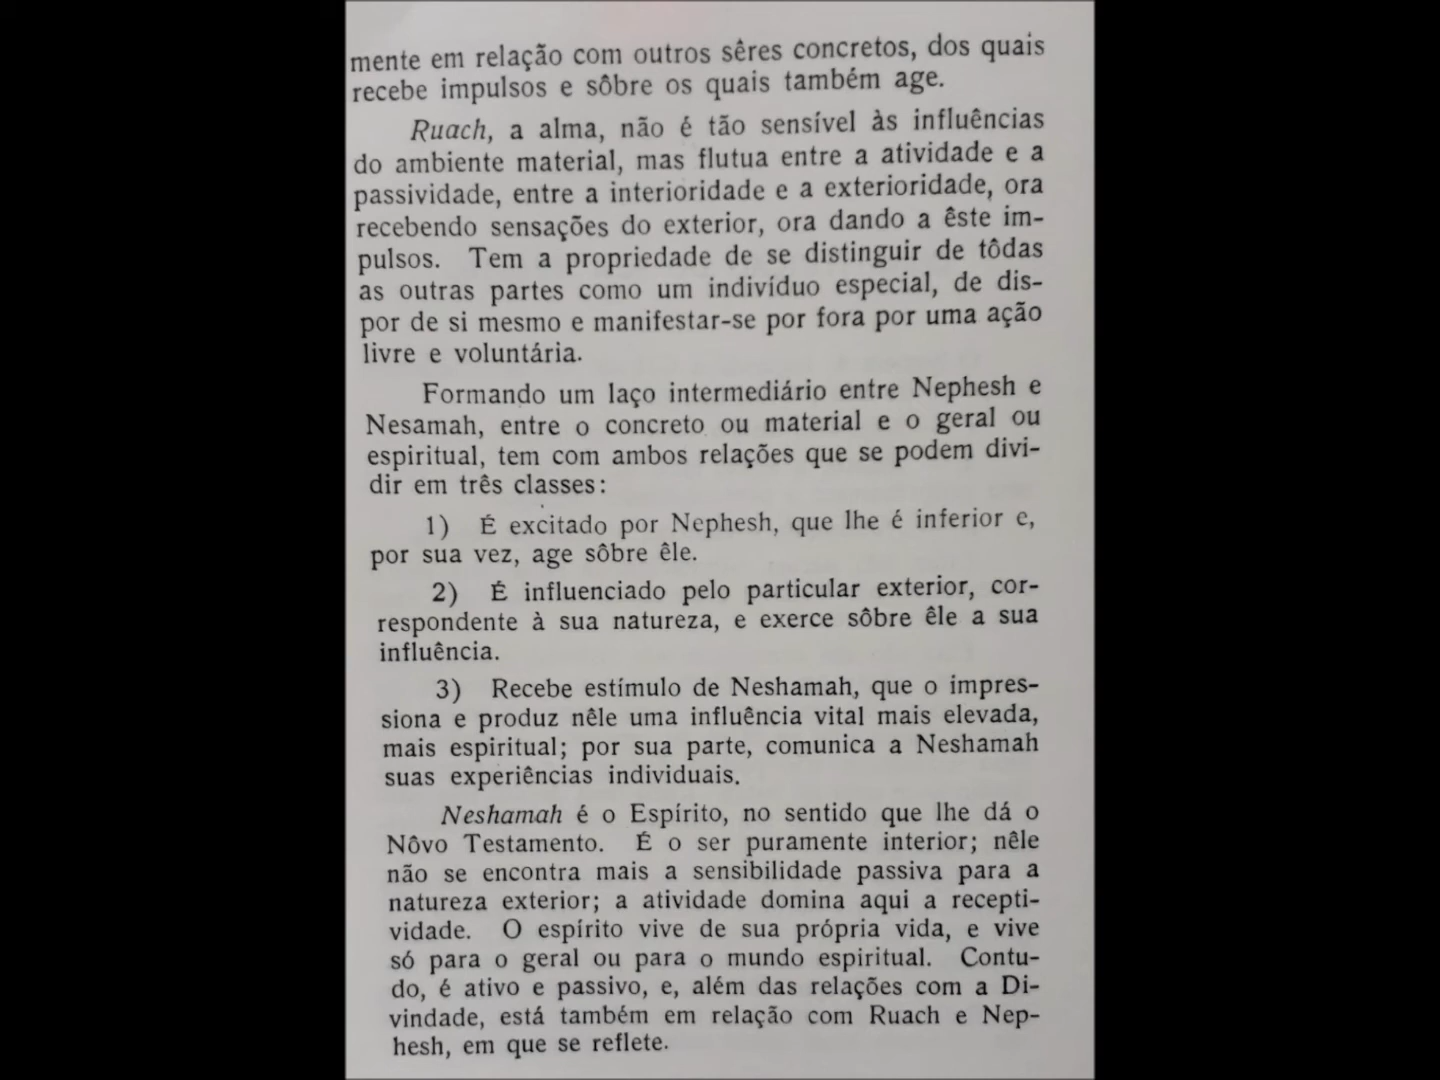 mente em relação com outros sêres concretos, dos quais
recebe impulsos e sôbre os quais também age.
Ruach, a alma, não é tão sensível às influências
do ambiente material, mas flutua entre a atividade e a
passividade, entre a interioridade e a exterioridade, ora
recebendo sensações do exterior, ora dando a êste im-
pulsos. Tem a propriedade de se distinguir de tôdas
as outras partes como um indivíduo especial, de dis-
por de si mesmo e manifestar-se por fora por uma ação
livre e voluntária.
Formando um laço intermediário entre Nephesh e
Nesamah, entre o concreto ou material e o geral ou
espiritual, tem com ambos relações que se podem divi-
dir em três classes:
1) É excitado por Nephesh, que lhe é inferior e,
por sua vez, age sôbre êle.
2) É influenciado pelo particular exterior, cor-
respondente à sua natureza, e exerce sôbre êle a sua
influência.
3) Recebe estímulo de Neshamah, que o impres-
siona e produz nêle uma influência vital mais elevada,
mais espiritual; por sua parte, comunica a Neshamah
suas experiências individuais.
Neshamah é o Espírito, no sentido que lhe dá o
Nôvo Testamento. É o ser puramente interior; nêle
não se encontra mais a sensibilidade passiva para a
natureza exterior; a atividade domina aqui a recepti-
vidade. O espírito vive de sua própria vida, e vive
só para o geral ou para o mundo espiritual. Contu-
do, é ativo e passivo, e, além das relações com a Di-
vindade, está também em relação com Ruach e Nep-
hesh, em que se reflete.